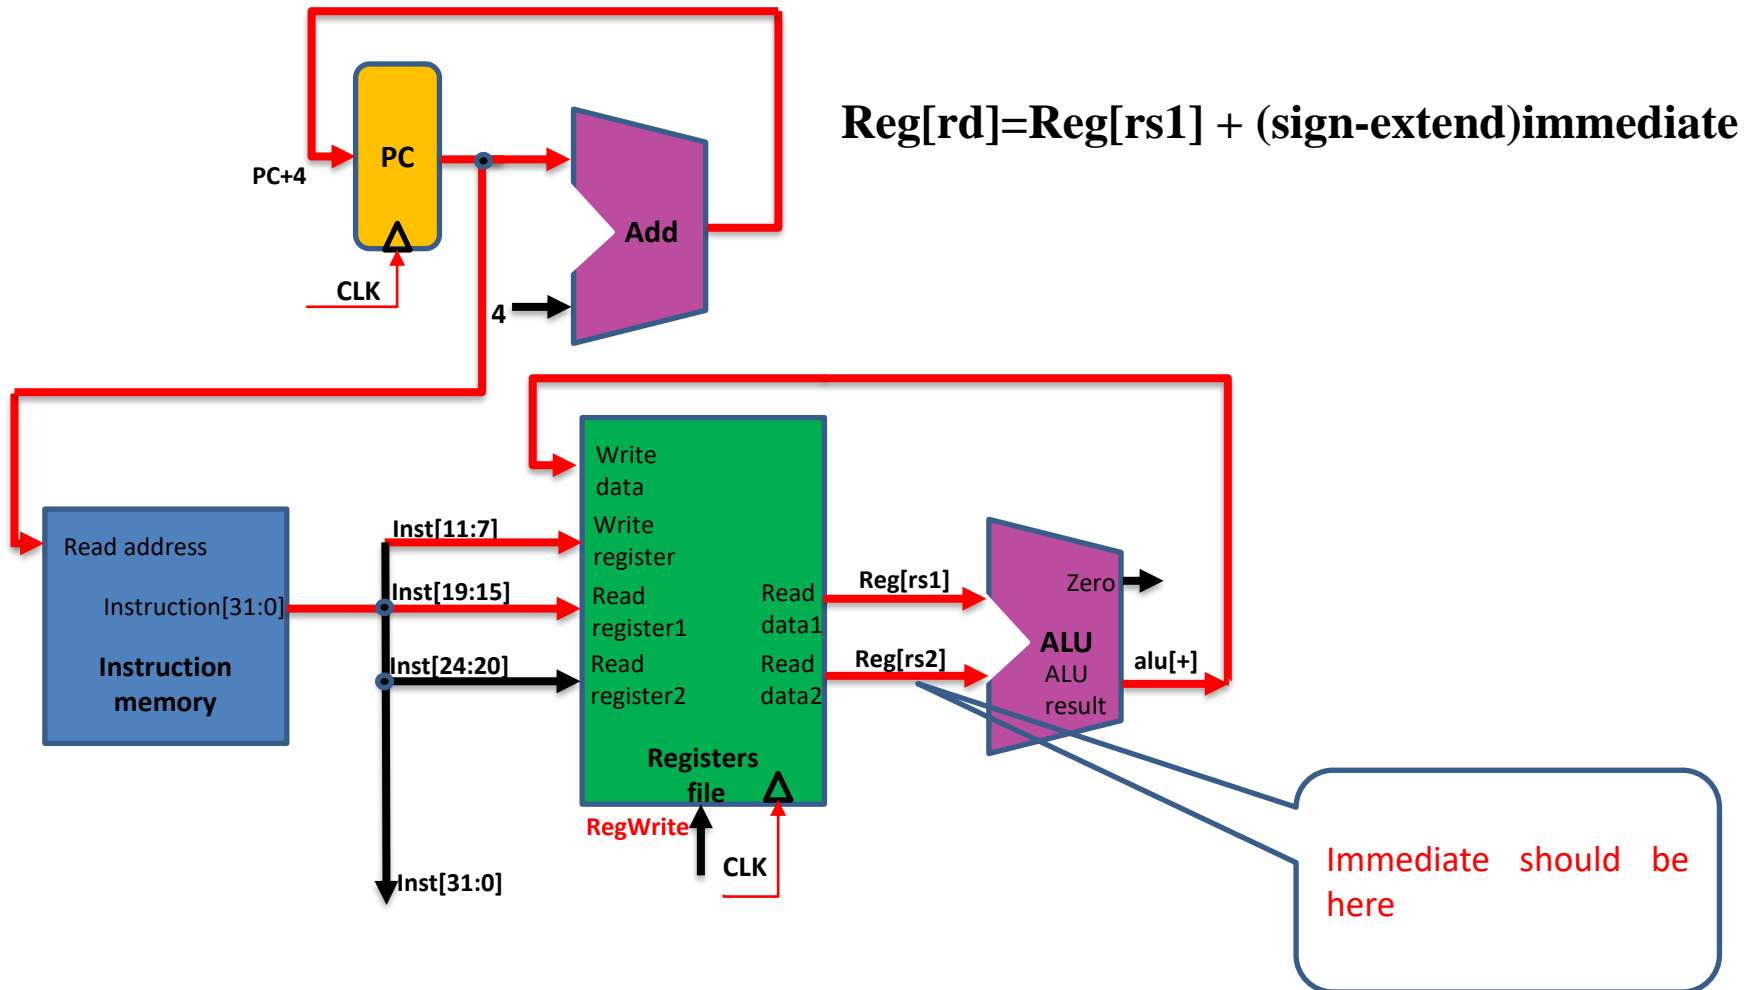 Reg[rd]=Reg[rs1] + (sign-extend)immediate
PC
PC+4
Add
CLK
4
Write
data
Inst[11:7]
Write
register
Read address
Instruction[31:0]
Inst[19:15]
Read
register1
Read
data1
Reg[rs1]
Zero
Instruction
memory
Inst[24:20]
Read
register2
Read
data2
Reg[rs2]
ALU
ALU
result
alu[+]
Registers
file
RegWrite
CLK
Inst[31:0]
Immediate should be
here